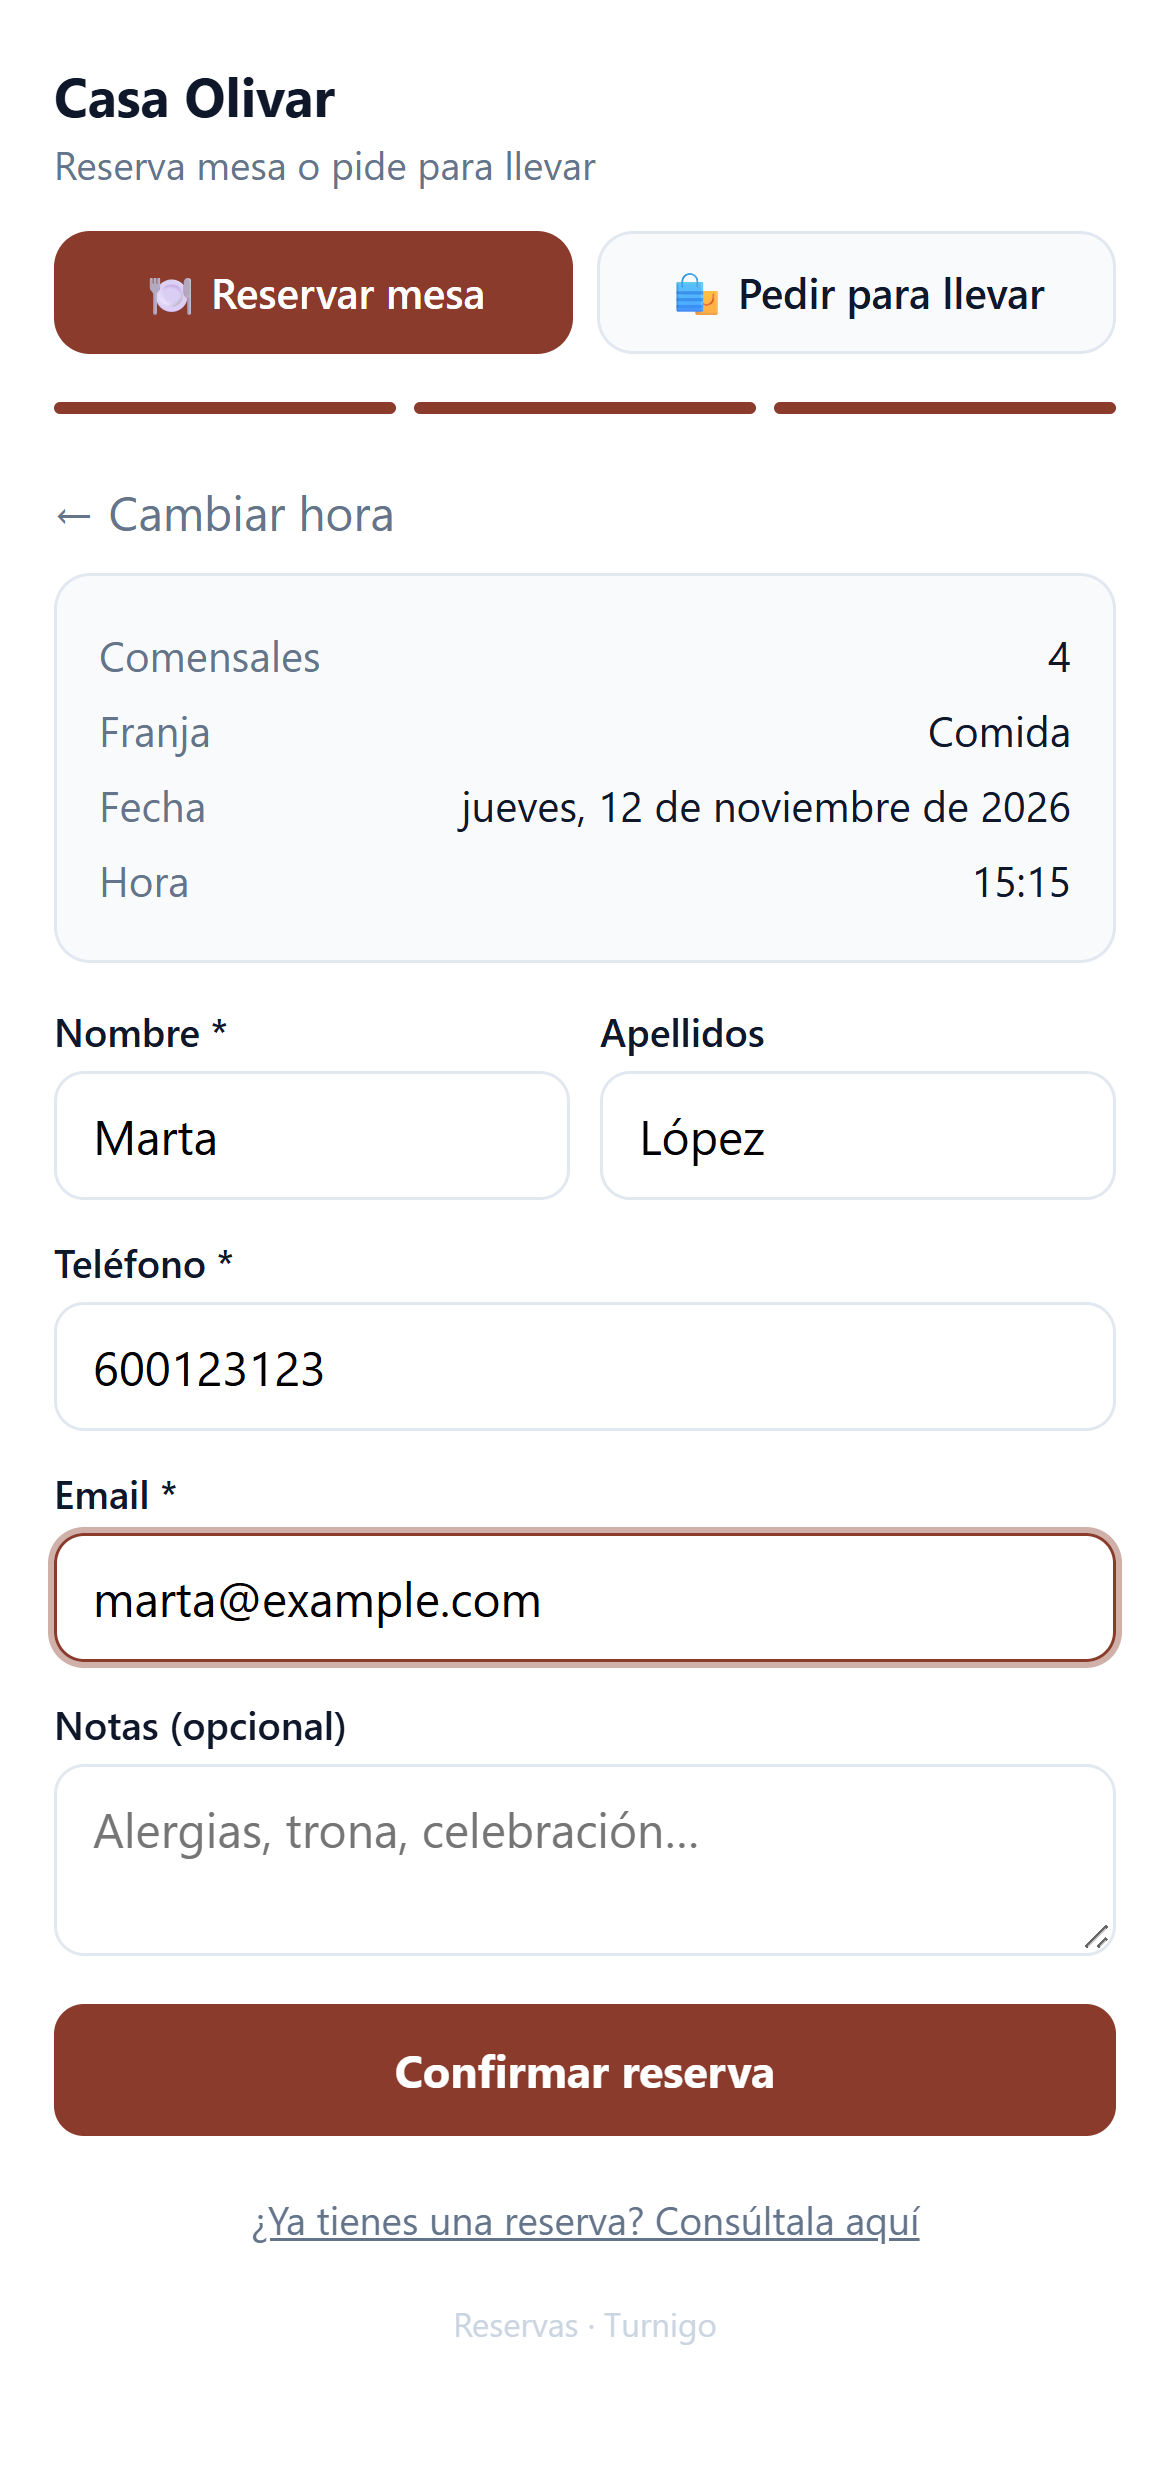 Casa Olivar
Reserva mesa o pide para llevar
🍽️ Reservar mesa
🛍️ Pedir para llevar
← Cambiar hora
Comensales 4
Franja Comida
Fecha jueves, 12 de noviembre de 2026
Hora 15:15
Nombre * Apellidos
Marta López
Teléfono *
600123123
Email *
marta@example.com
Notas (opcional)
Alergias, trona, celebración...
Confirmar reserva
¿Ya tienes una reserva? Consúltala aquí
Reservas · Turnigo